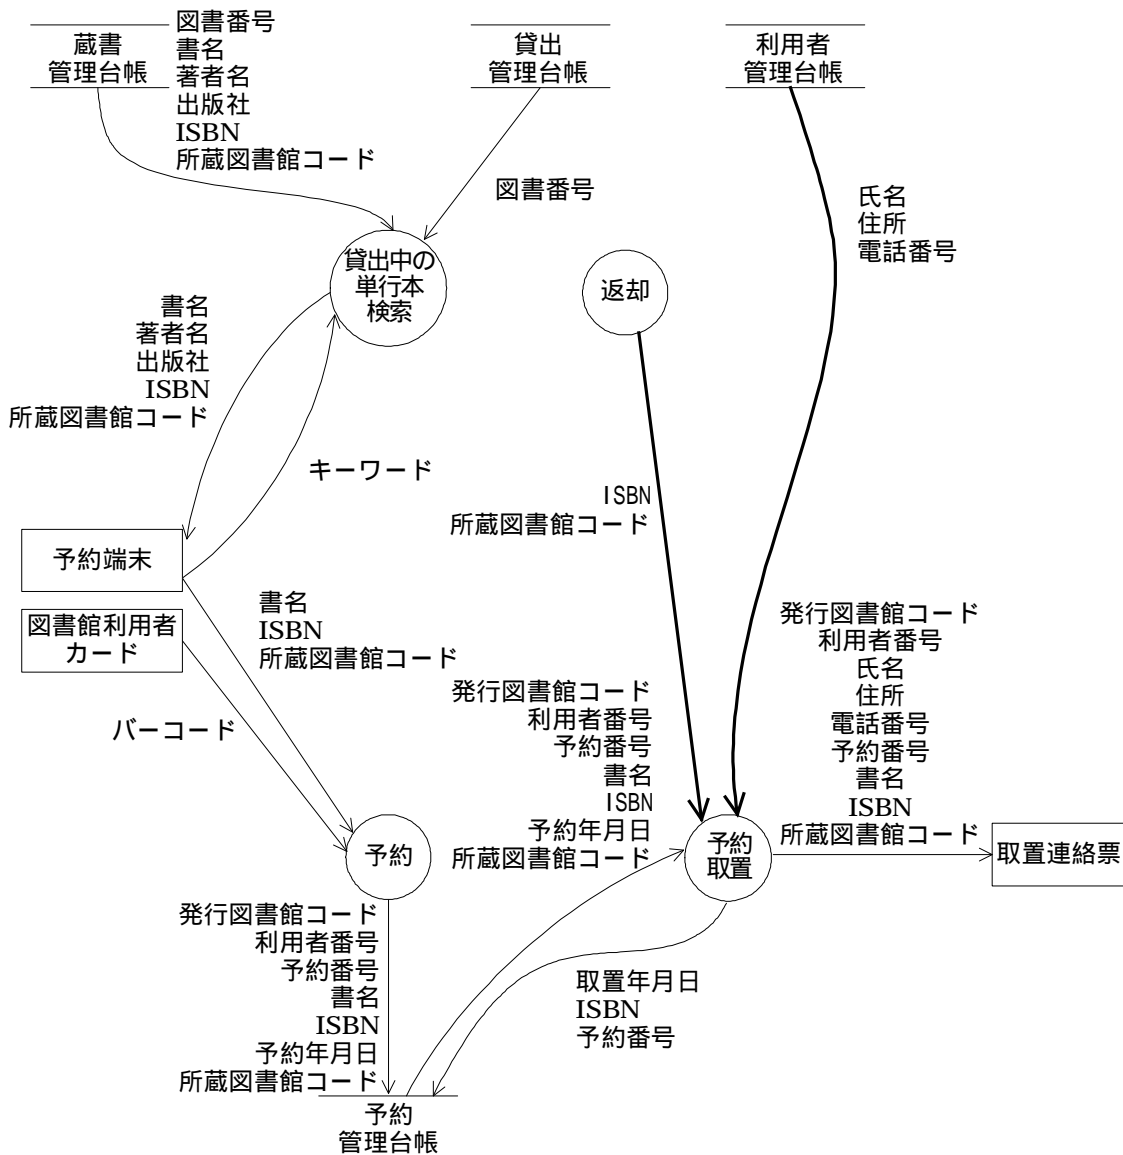 蔵書
管理台帳
図書番号
書名
著者名
出版社
ISBN
所蔵図書館コード
貸出
管理台帳
利用者
管理台帳
図書番号
氏名
住所
電話番号
貸出中の
単行本
検索
返却
書名
著者名
出版社
ISBN
所蔵図書館コード
キーワード
ISBN
所蔵図書館コード
予約端末
図書館利用者
カード
書名
ISBN
所蔵図書館コード
バーコード
発行図書館コード
利用者番号
予約番号
書名
ISBN
予約年月日
所蔵図書館コード
発行図書館コード
利用者番号
氏名
住所
電話番号
予約番号
書名
ISBN
所蔵図書館コード
予約
予約
取置
取置連絡票
発行図書館コード
利用者番号
予約番号
書名
ISBN
予約年月日
所蔵図書館コード
取置年月日
ISBN
予約番号
予約
管理台帳